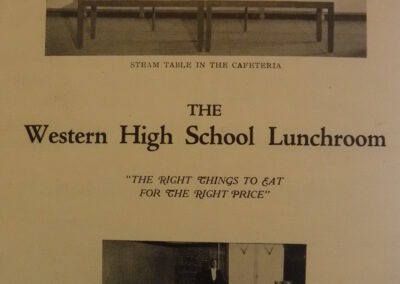 STEAM TABLE IN THE CAFETERIA
THE
Western High School Lunchroom
"THE RIGHT THINGS TO EAT
FOR THE RIGHT PRICE"